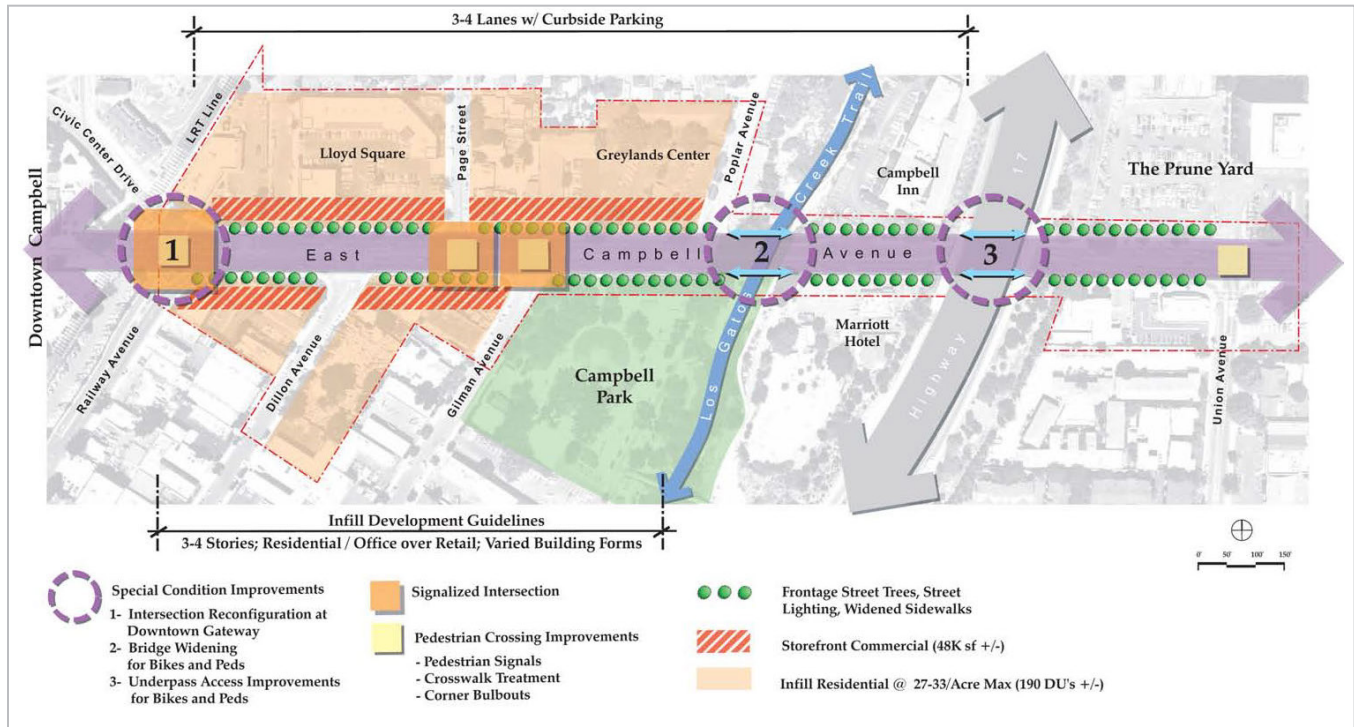 3-4 Lanes w/ Curbside Parking
Civic Center Drive
LRT Line
Lloyd Square
Page Street
Greylands Center
Poplar Avenue
Los Gatos Creek Trail
Campbell
Inn
Highway 17
The Prune Yard
Downtown Campbell
1
East Campbell Avenue
2
3
Railway Avenue
Dillon Avenue
Gilman Avenue
Campbell
Park
Marriott
Hotel
Union Avenue
Infill Development Guidelines
3-4 Stories; Residential / Office over Retail; Varied Building Forms
0' 50' 100' 150'
Special Condition Improvements
1- Intersection Reconfiguration at
Downtown Gateway
2- Bridge Widening
for Bikes and Peds
3- Underpass Access Improvements
for Bikes and Peds
Signalized Intersection
Pedestrian Crossing Improvements
- Pedestrian Signals
- Crosswalk Treatment
- Corner Bulbouts
Frontage Street Trees, Street
Lighting, Widened Sidewalks
Storefront Commercial (48K sf +/-)
Infill Residential @ 27-33/Acre Max (190 DU's +/-)